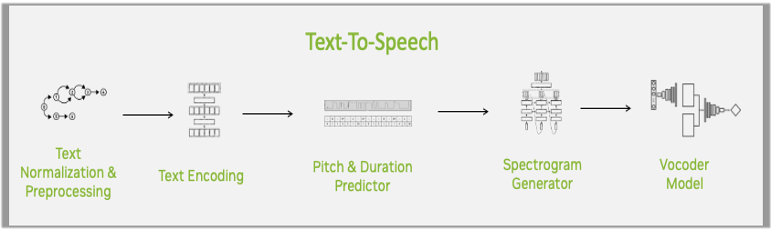 Text-To-Speech
Text
Normalization &
Preprocessing
Text Encoding
Pitch & Duration
Predictor
Spectrogram
Generator
Vocoder
Model